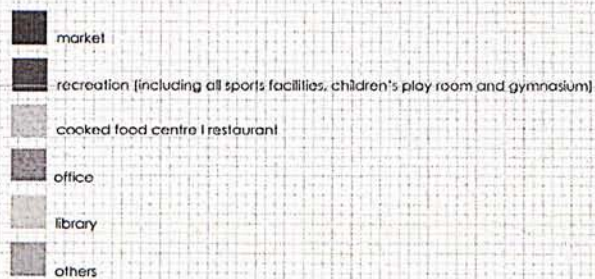 market
recreation (including all sports facilities, children's play room and gymnasium)
cooked food centre | restaurant
office
library
others